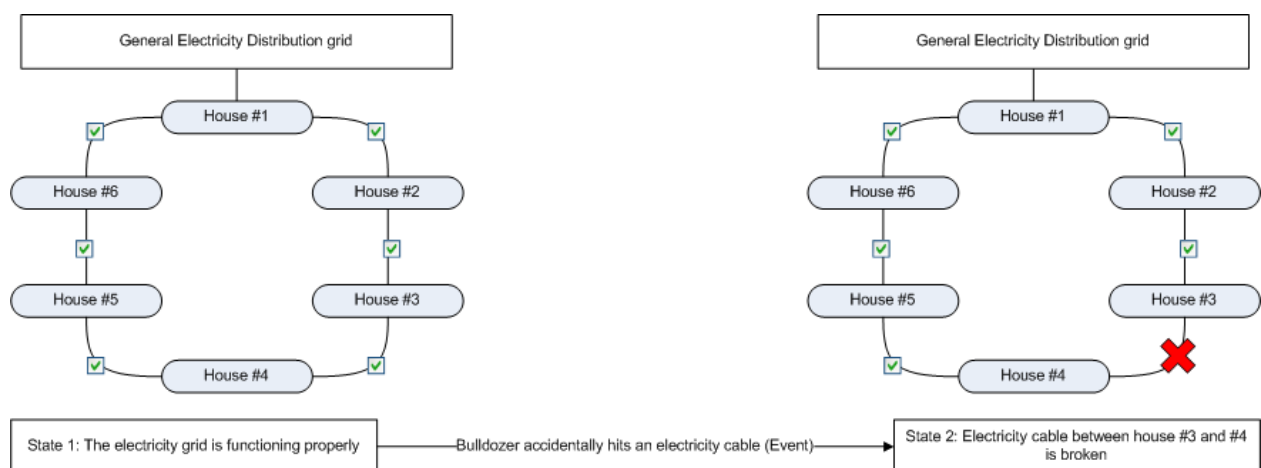 General Electricity Distribution grid
General Electricity Distribution grid
House #1
House #1
House #6
House #2
House #6
House #2
House #5
House #3
House #5
House #3
House #4
House #4
State 1: The electricity grid is functioning properly
Bulldozer accidentally hits an electricity cable (Event)
State 2: Electricity cable between house #3 and #4
is broken